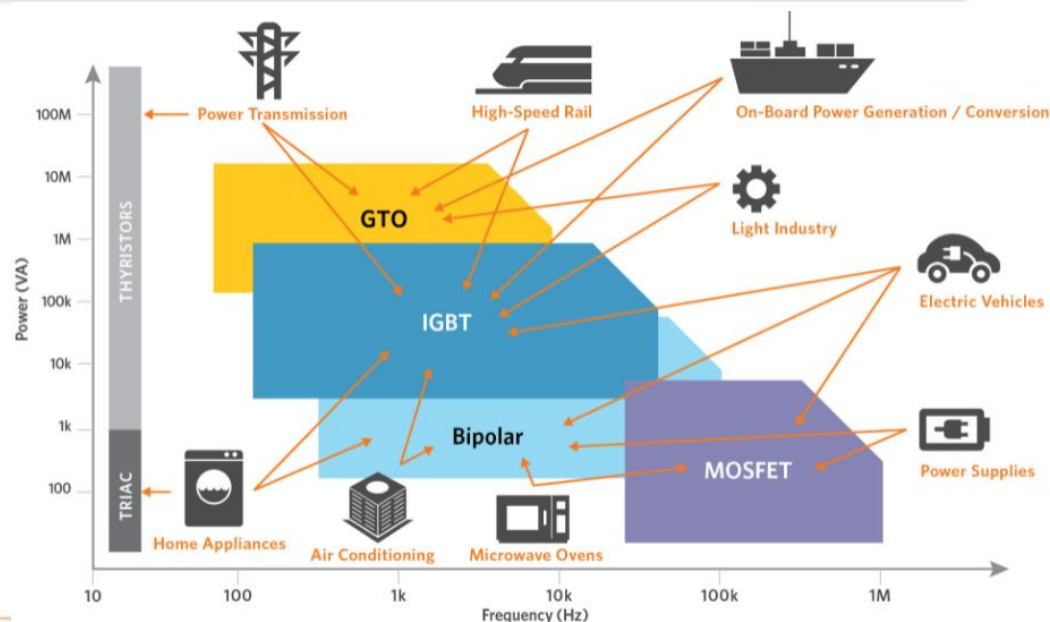 Power Transmission
High-Speed Rail
On-Board Power Generation / Conversion
Light Industry
Electric Vehicles
Power Supplies
Home Appliances
Air Conditioning
Microwave Ovens
GTO
IGBT
Bipolar
MOSFET
THYRISTORS
TRIAC
Power (VA)
100M
10M
1M
100k
10k
1k
100
10
100
1k
10k
100k
1M
Frequency (Hz)